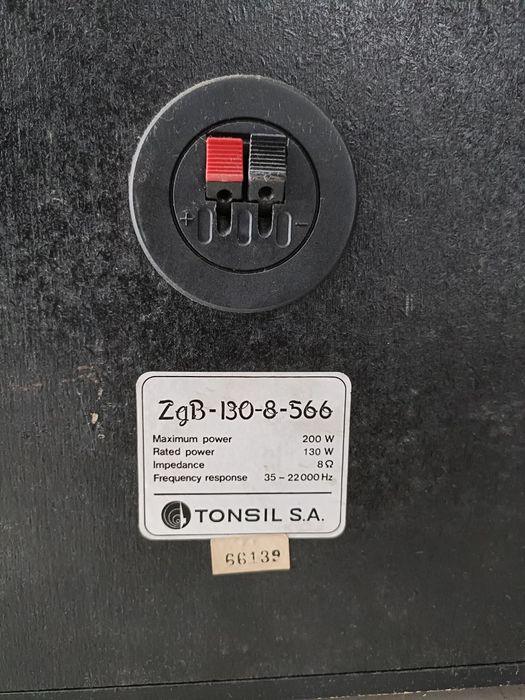 + −
ZgB-130-8-566
Maximum power 200 W
Rated power 130 W
Impedance 8Ω
Frequency response 35 – 22000 Hz
TONSIL S.A.
66139